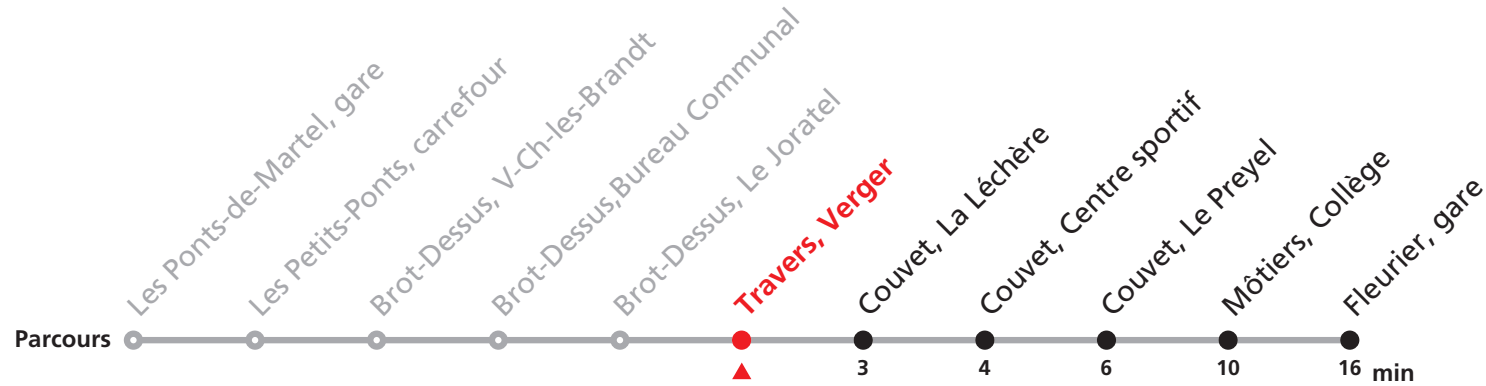 Les Ponts-de-Martel, gare
Les Petits-Ponts, carrefour
Brot-Dessus, V-Ch-les-Brandt
Brot-Dessus,Bureau Communal
Brot-Dessus, Le Joratel
Travers, Verger
Couvet, La Léchère
Couvet, Centre sportif
Couvet, Le Preyel
Môtiers, Collège
Fleurier, gare
Parcours
3 4 6 10 16 min